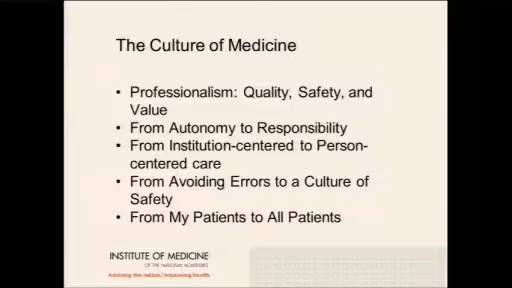 The Culture of Medicine
• Professionalism: Quality, Safety, and
Value
• From Autonomy to Responsibility
• From Institution-centered to Person-
centered care
• From Avoiding Errors to a Culture of
Safety
• From My Patients to All Patients
INSTITUTE OF MEDICINE
OF THE NATIONAL ACADEMIES
Advising the nation/Improving health